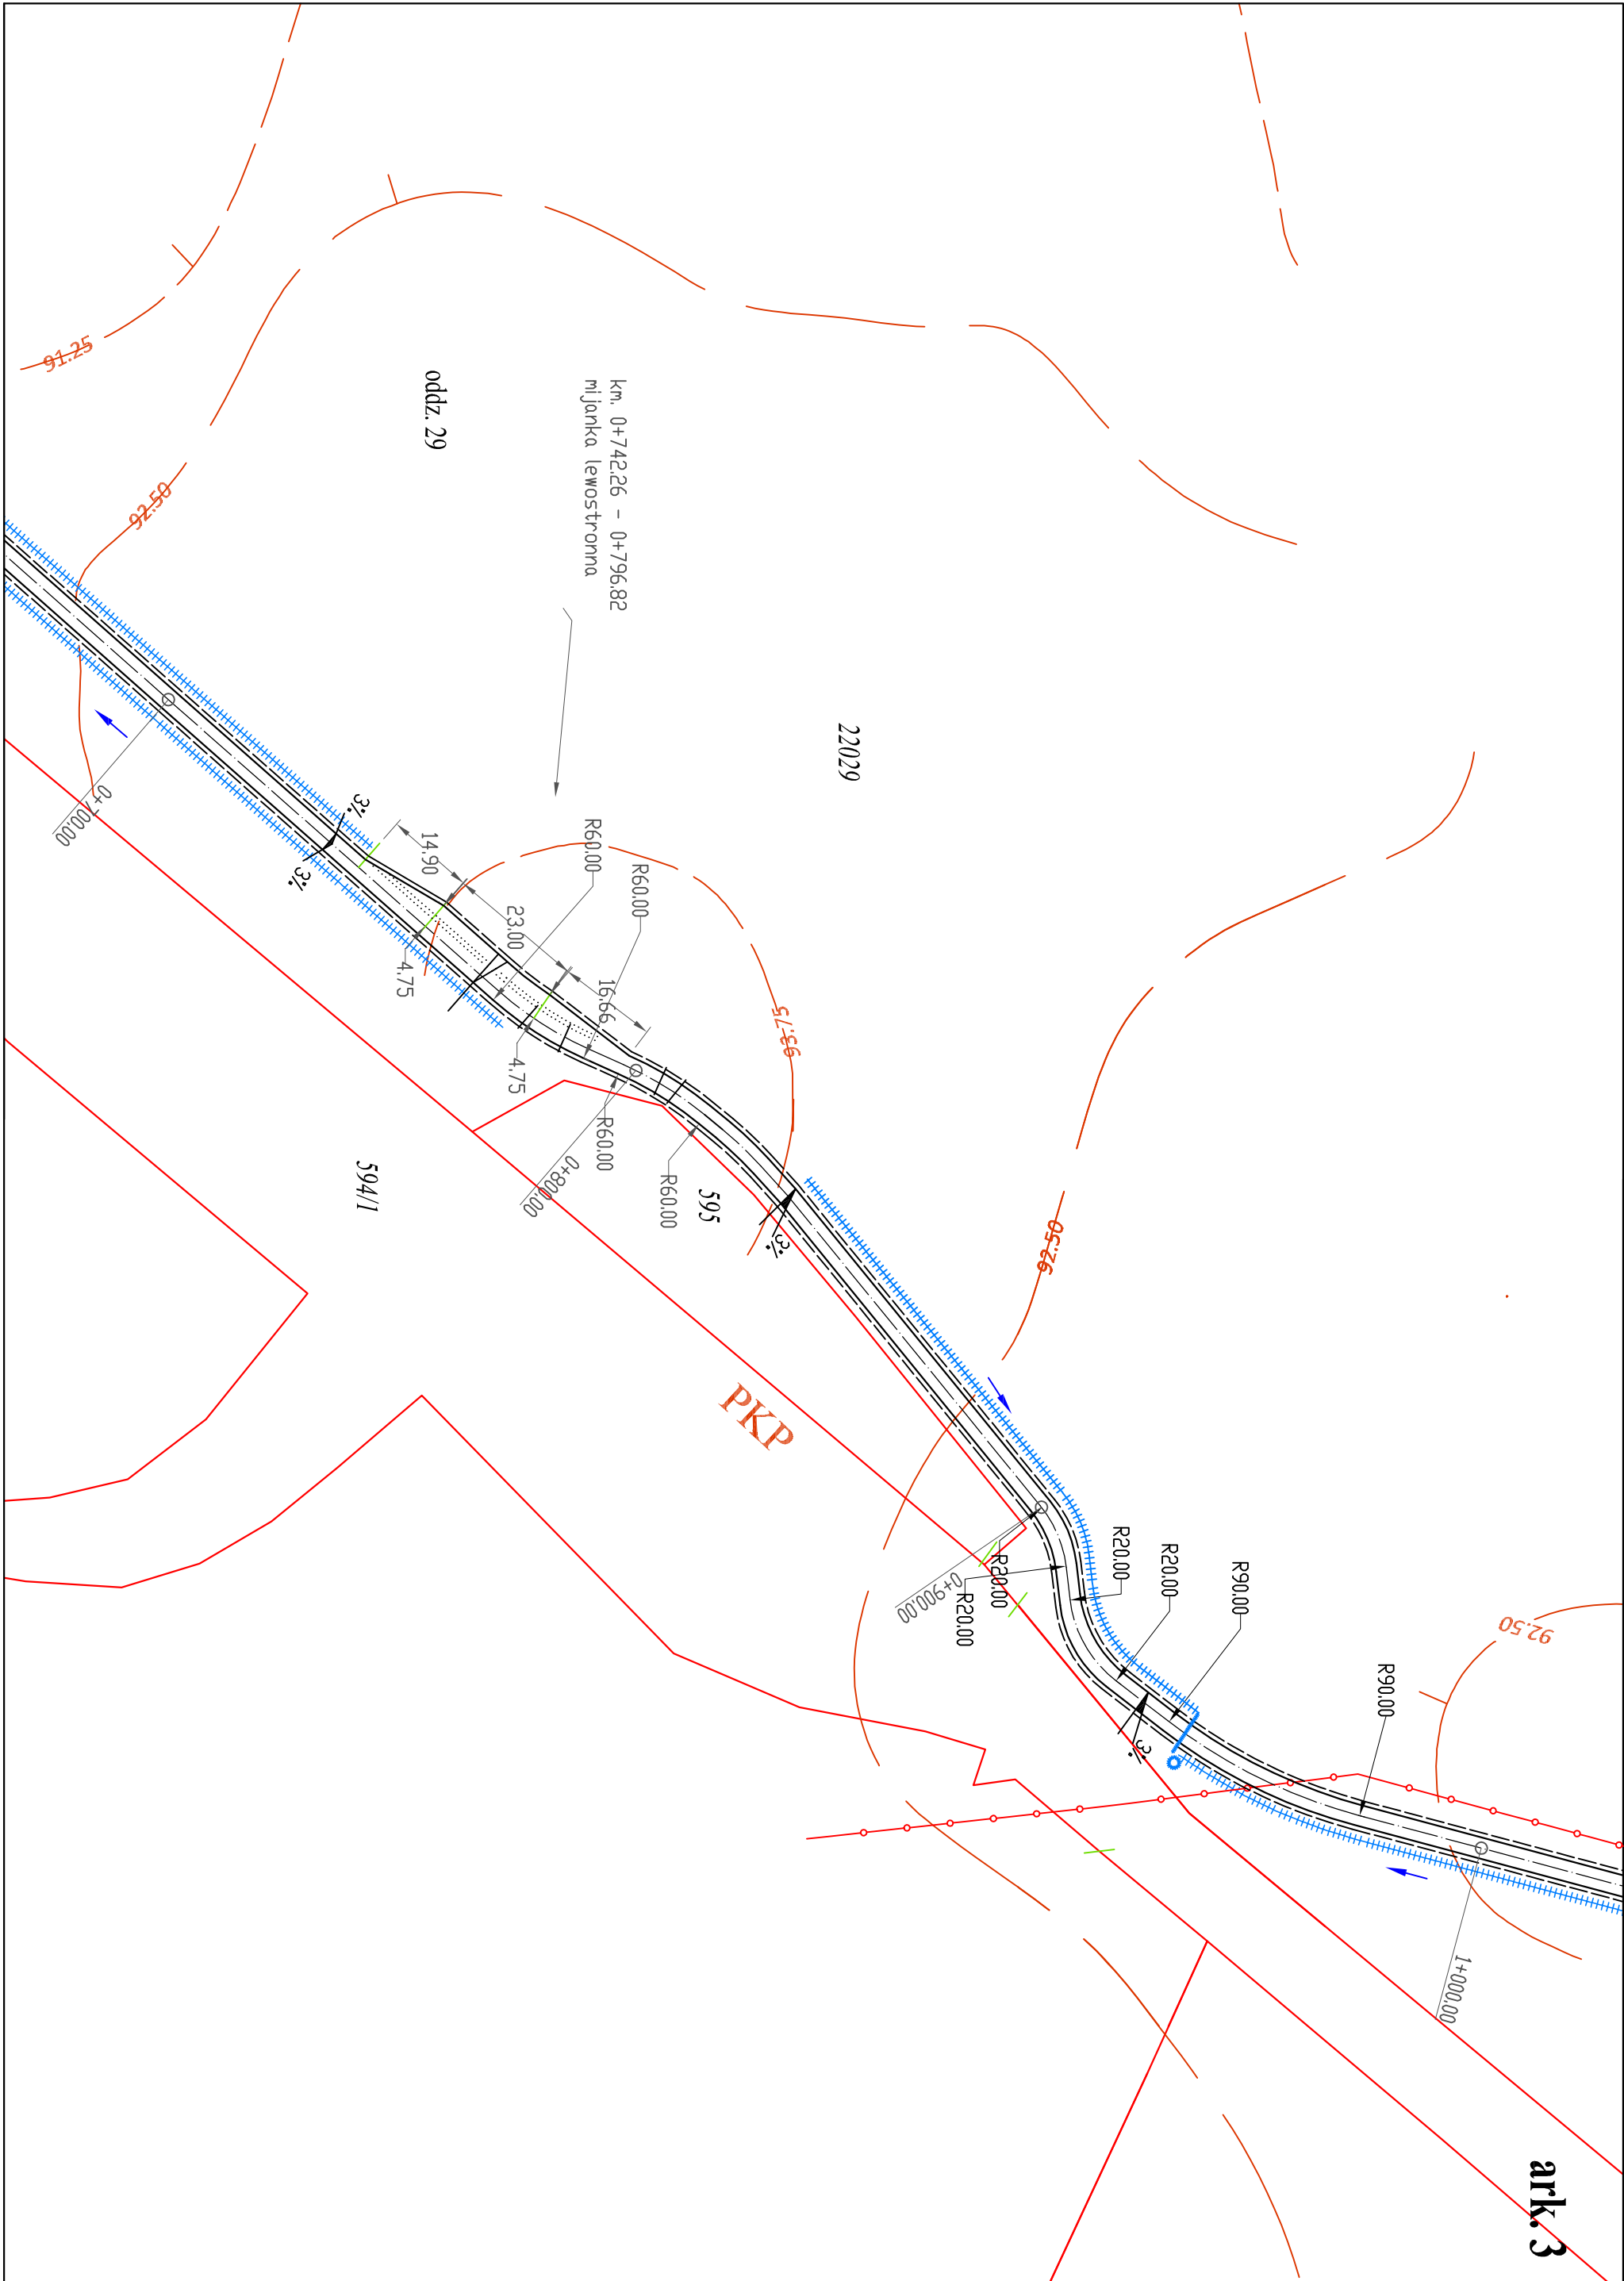 ark. 3
91.25
92.50
oddz. 29
km. 0+742.26 - 0+796.82
mijanka lewostronna
22029
0+700.00
3%
3%
14.90
23.00
16.66
4.75
4.75
R60.00
R60.00
R60.00
R60.00
0+800.00
93.75
594/1
595
3%
92.50
PKP
R20.00
R20.00
0+900.00
R20.00
R20.00
R90.00
3%
R90.00
92.50
1+000.00